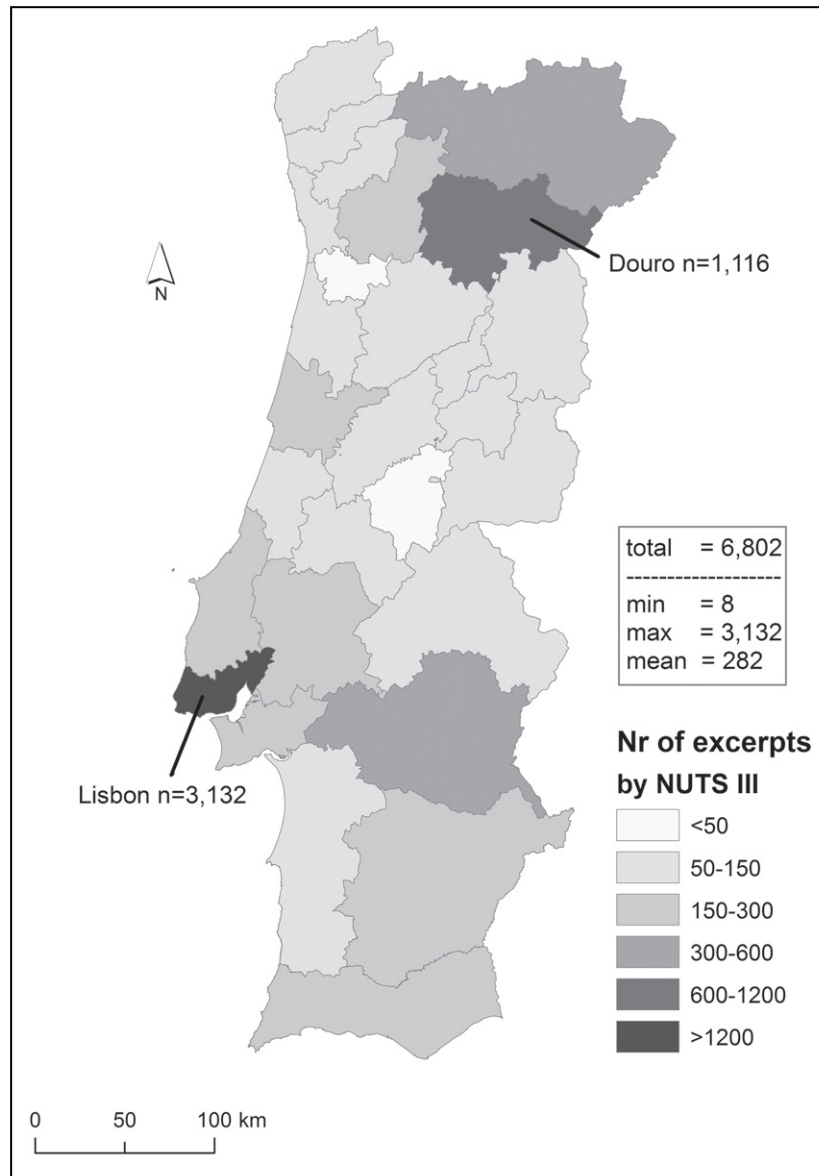 N
Douro n=1,116
total = 6,802
--------------------
min = 8
max = 3,132
mean = 282
Lisbon n=3,132
Nr of excerpts
by NUTS III
<50
50-150
150-300
300-600
600-1200
>1200
0 50 100 km